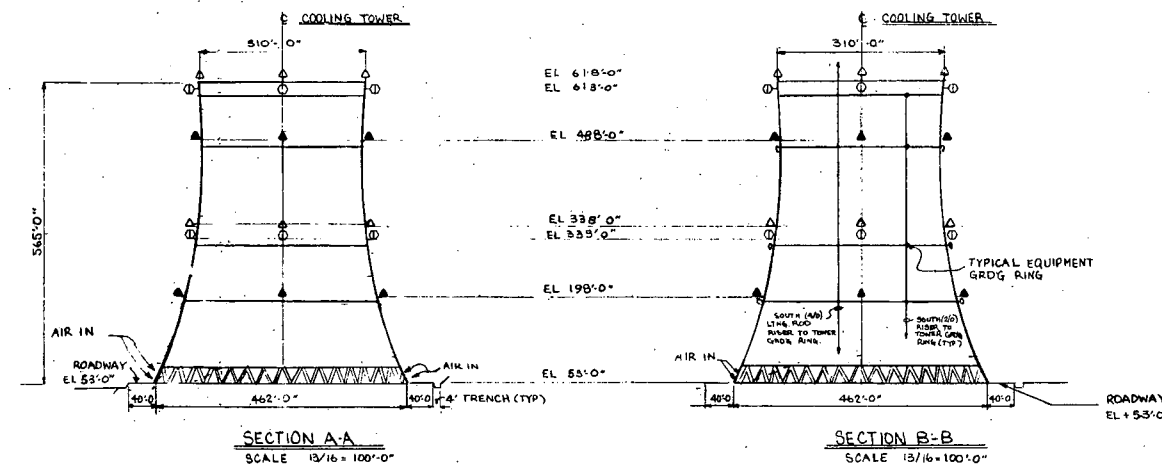 ℄ COOLING TOWER
310'-0"
565'-0"
AIR IN
ROADWAY
EL 53'-0"
40'-0
462'-0"
40'-0
AIR IN
4' TRENCH (TYP)
SECTION A-A
SCALE 13/16 = 100'-0"
EL 618'-0"
EL 613'-0"
EL 488'-0"
EL 338'-0"
EL 335'-0"
EL 198'-0"
EL 53'-0"
℄ COOLING TOWER
310'-0"
TYPICAL EQUIPMENT
GRD'G RING
SOUTH (4/0)
LTNG. ROD
RISER TO TOWER
GRD'G RING.
SOUTH (2/0)
RISER TO
TOWER GRD'G
RING (TYP)
AIR IN
40'-0
462'-0"
40'-0
ROADWAY
EL + 53'-0
SECTION B-B
SCALE 13/16 = 100'-0"